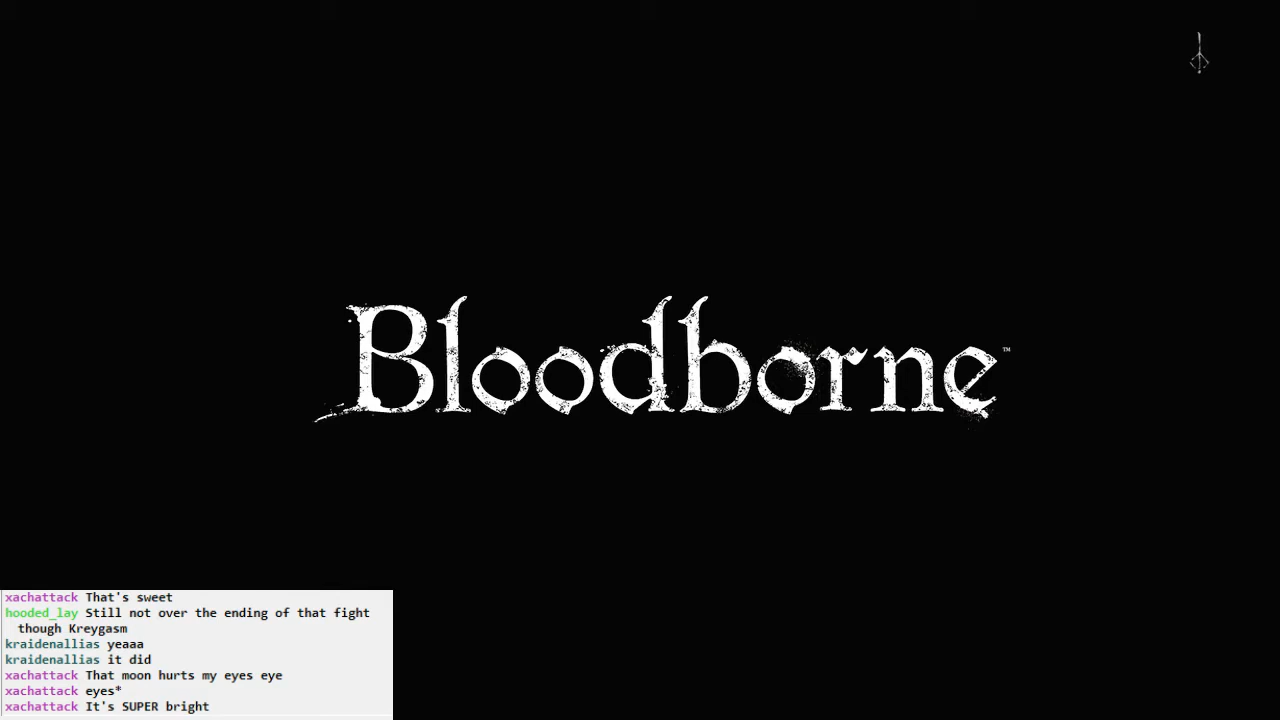 Bloodborne™
xachattack That's sweet
hooded_lay Still not over the ending of that fight
though Kreygasm
kraidenallias yeaaa
kraidenallias it did
xachattack That moon hurts my eyes eye
xachattack eyes*
xachattack It's SUPER bright